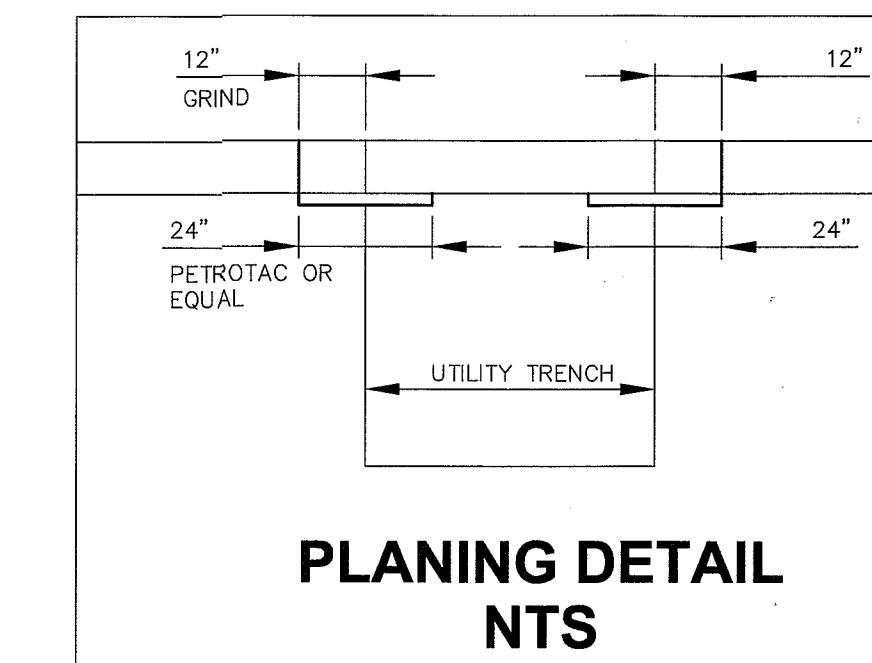 12"
12"
GRIND
24"
24"
PETROTAC OR
EQUAL
UTILITY TRENCH
PLANING DETAIL
NTS